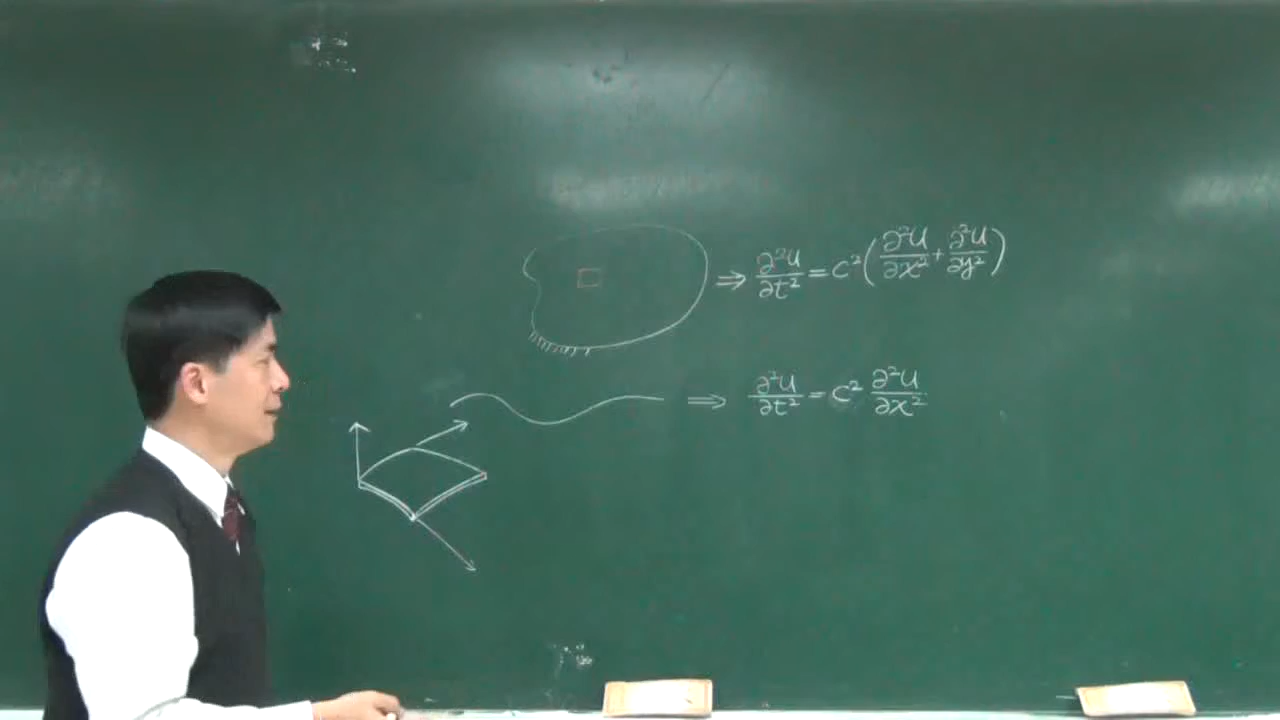 ⇒ ∂²u/∂t² = c²(∂²u/∂x² + ∂²u/∂y²)
⇒ ∂²u/∂t² = c² ∂²u/∂x²